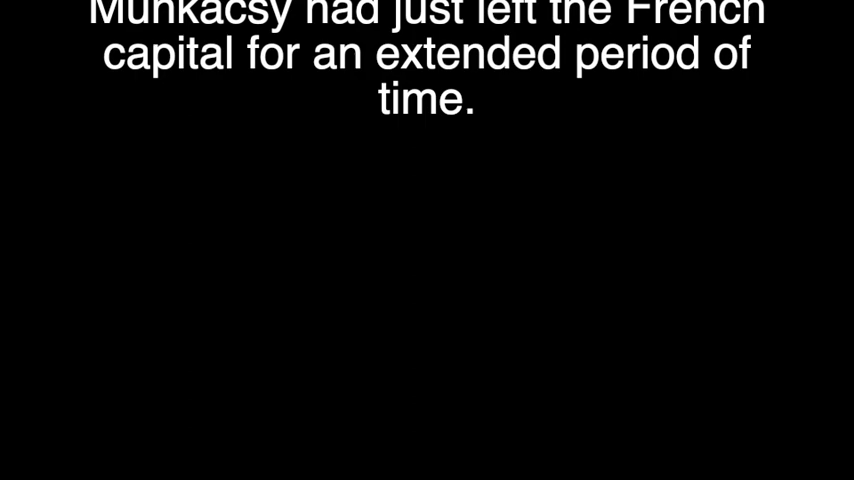 Munkacsy had just left the French
capital for an extended period of
time.